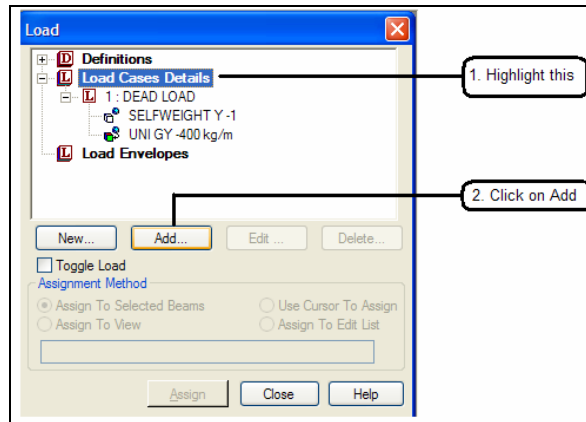 Load
Definitions
Load Cases Details
1. Highlight this
1 : DEAD LOAD
SELFWEIGHT Y -1
UNI GY -400 kg/m
Load Envelopes
2. Click on Add
New... Add... Edit ... Delete...
Toggle Load
Assignment Method
Assign To Selected Beams Use Cursor To Assign
Assign To View Assign To Edit List
Assign Close Help